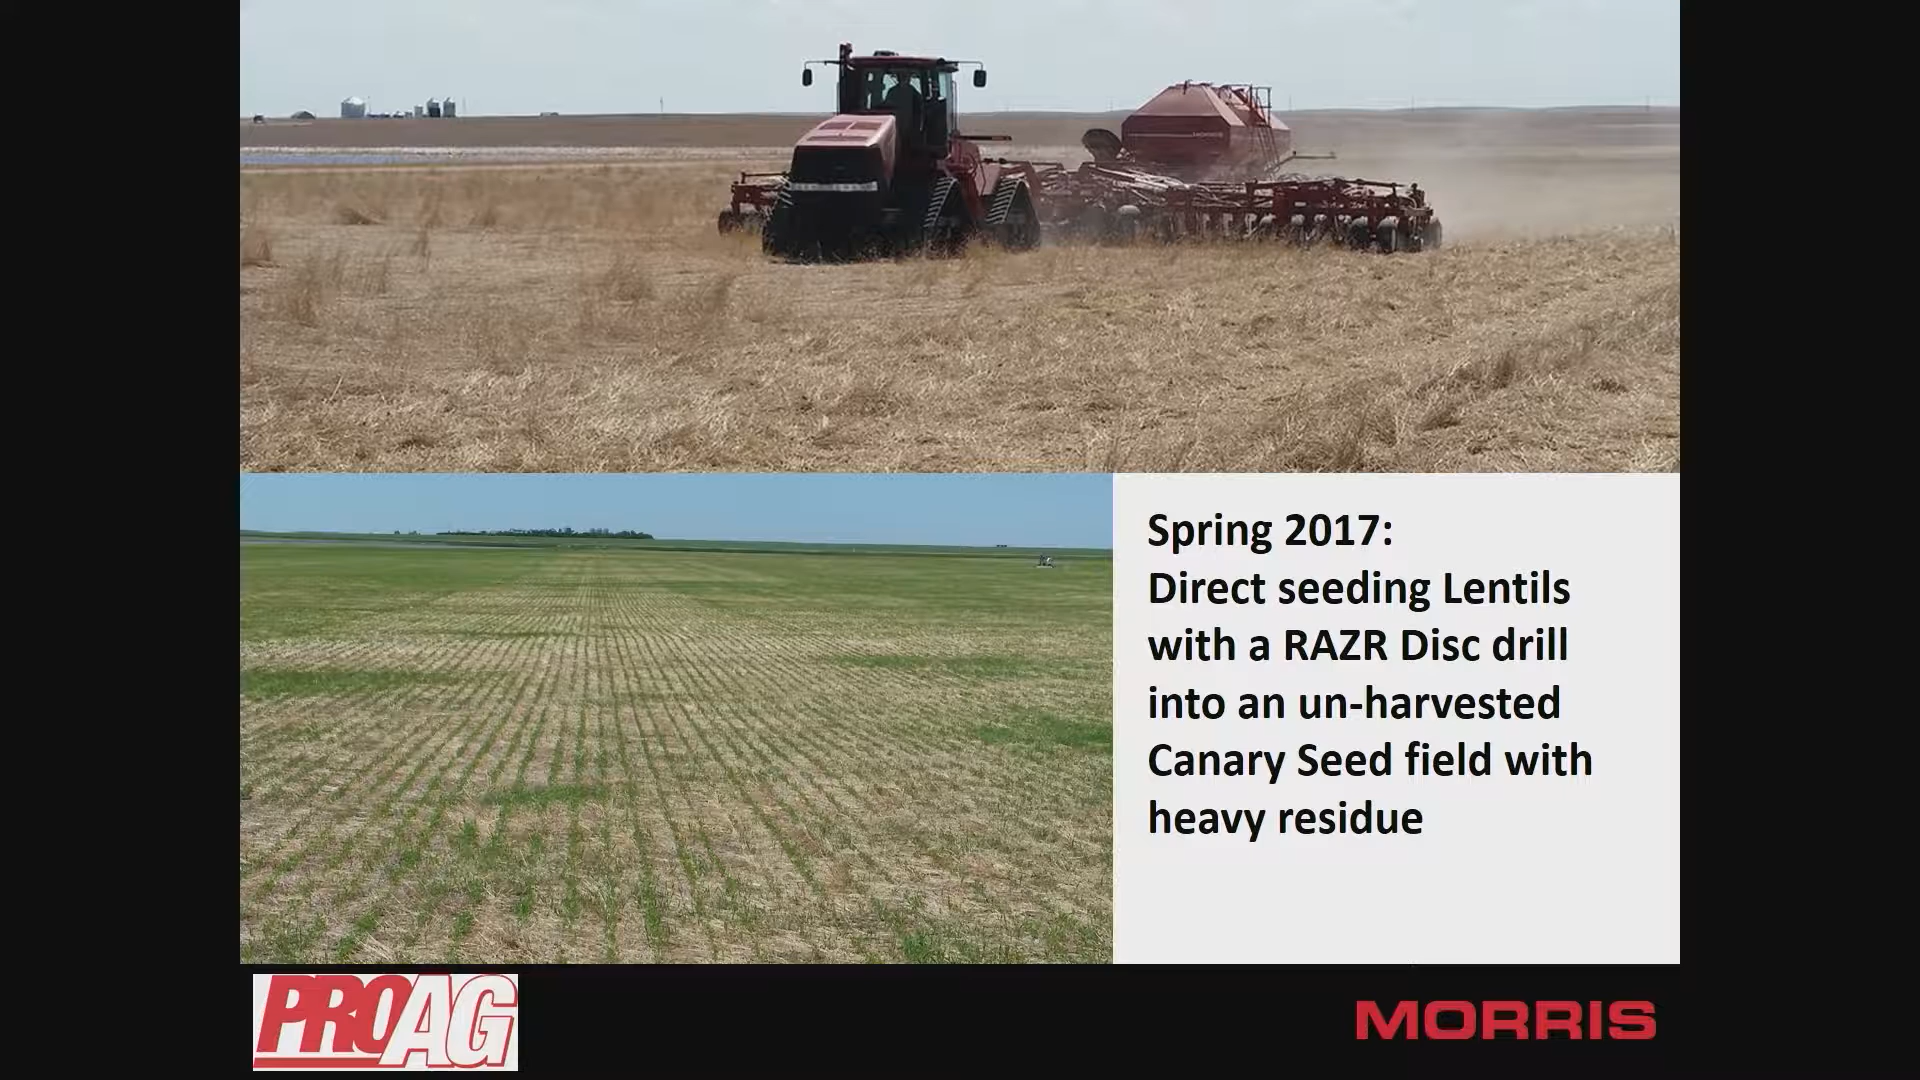 MORRIS
Spring 2017:
Direct seeding Lentils
with a RAZR Disc drill
into an un-harvested
Canary Seed field with
heavy residue
PROAG
MORRIS